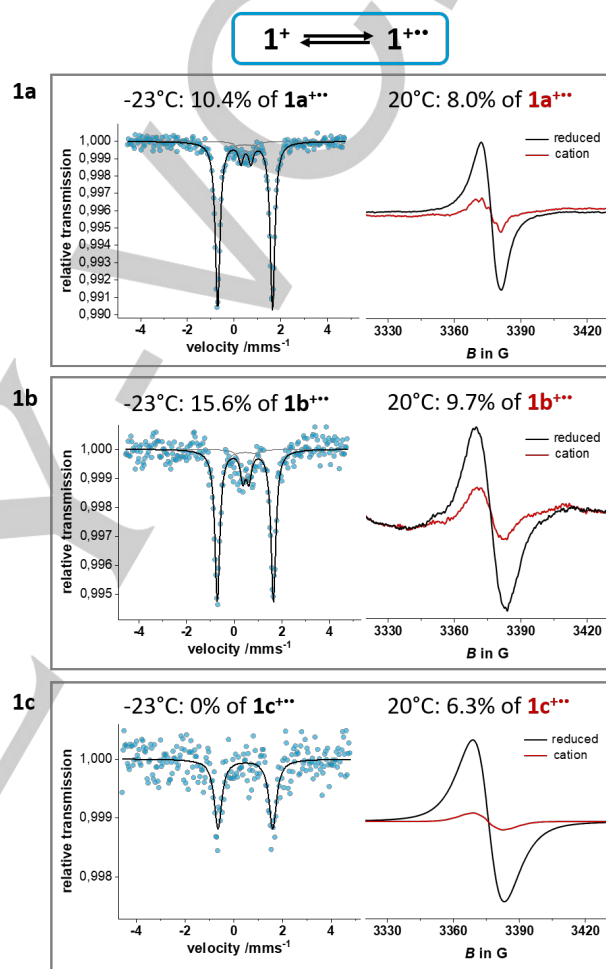 1⁺ ⇌ 1⁺••
1a
-23°C: 10.4% of 1a⁺••
20°C: 8.0% of 1a⁺••
1,000
0,999
0,998
0,997
0,996
0,995
0,994
0,993
0,992
0,991
0,990
relative transmission
-4 -2 0 2 4
velocity /mms⁻¹
reduced
cation
3330 3360 3390 3420
B in G
1b
-23°C: 15.6% of 1b⁺••
20°C: 9.7% of 1b⁺••
1,000
0,999
0,998
0,997
0,996
0,995
relative transmission
-4 -2 0 2 4
velocity /mms⁻¹
reduced
cation
3330 3360 3390 3420
B in G
1c
-23°C: 0% of 1c⁺••
20°C: 6.3% of 1c⁺••
1,000
0,999
0,998
relative transmission
-4 -2 0 2 4
velocity /mms⁻¹
reduced
cation
3330 3360 3390 3420
B in G